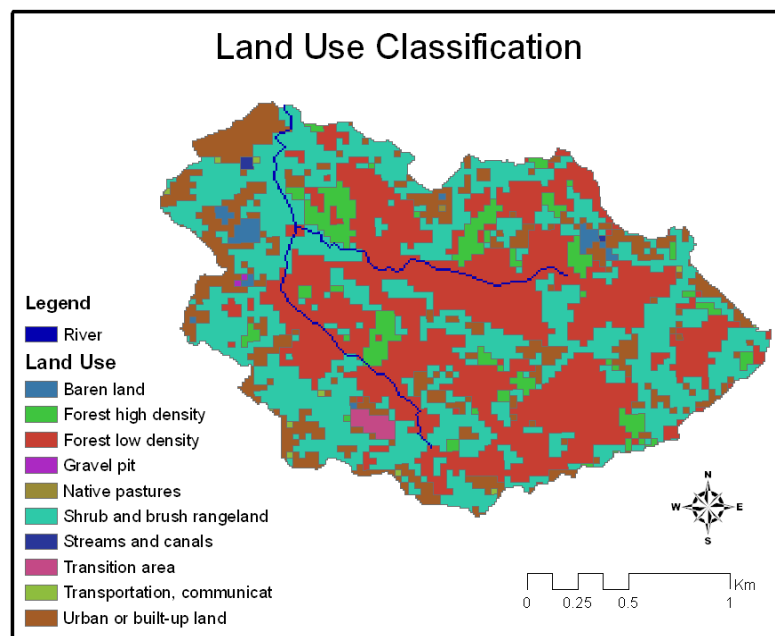 Land Use Classification
Legend
River
Land Use
Baren land
Forest high density
Forest low density
Gravel pit
Native pastures
Shrub and brush rangeland
Streams and canals
Transition area
Transportation, communicat
Urban or built-up land
N
W E
S
Km
0 0.25 0.5 1